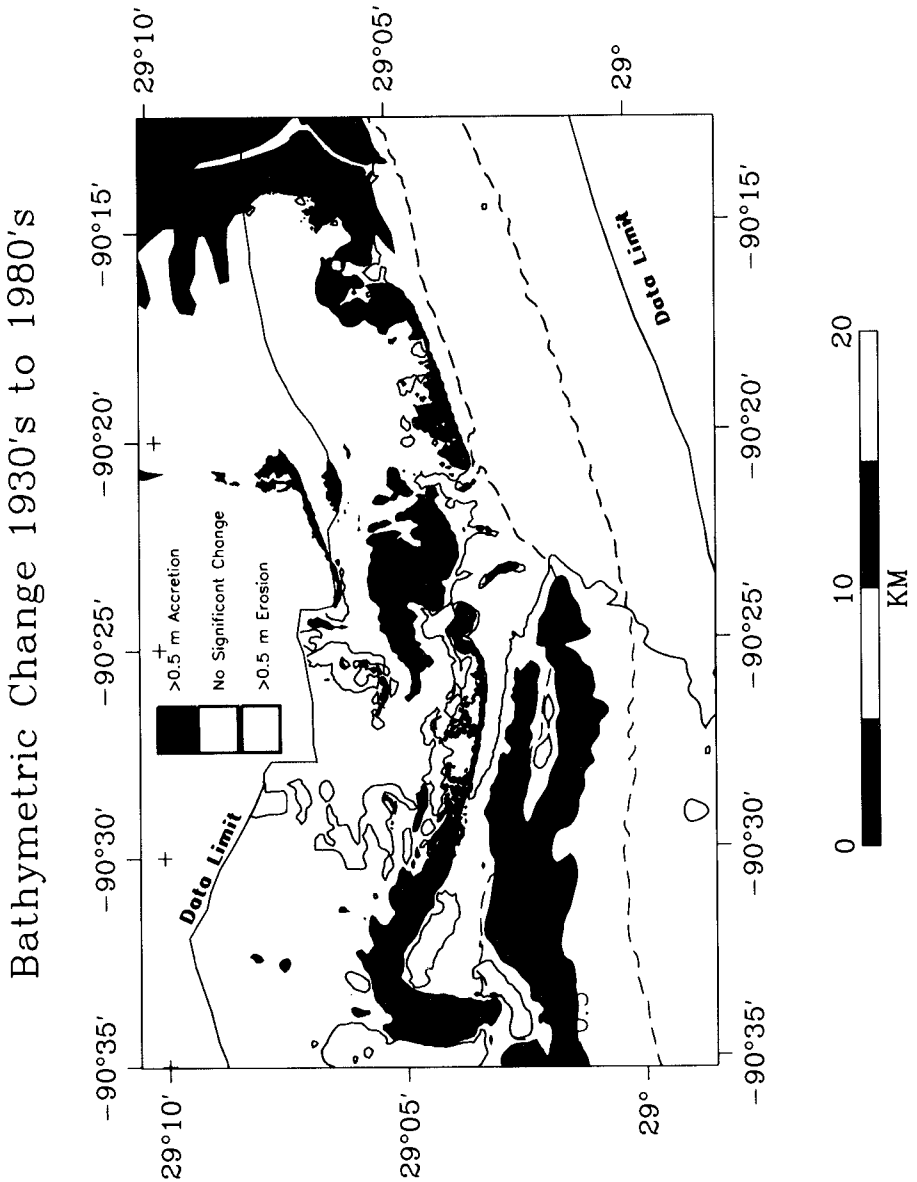 Bathymetric Change 1930's to 1980's
-90°35'
-90°30'
-90°25'
-90°20'
-90°15'
29°10'
29°10'
Data Limit
>0.5 m Accretion
No Significant Change
>0.5 m Erosion
29°05'
29°05'
0.5
Data Limit
29°
29°
-90°35'
-90°30'
-90°25'
-90°20'
-90°15'
0
10
20
KM